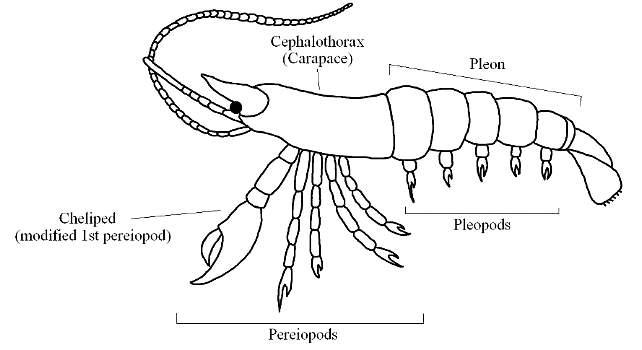 Cephalothorax
(Carapace)
Pleon
Cheliped
(modified 1st pereiopod)
Pleopods
Pereiopods